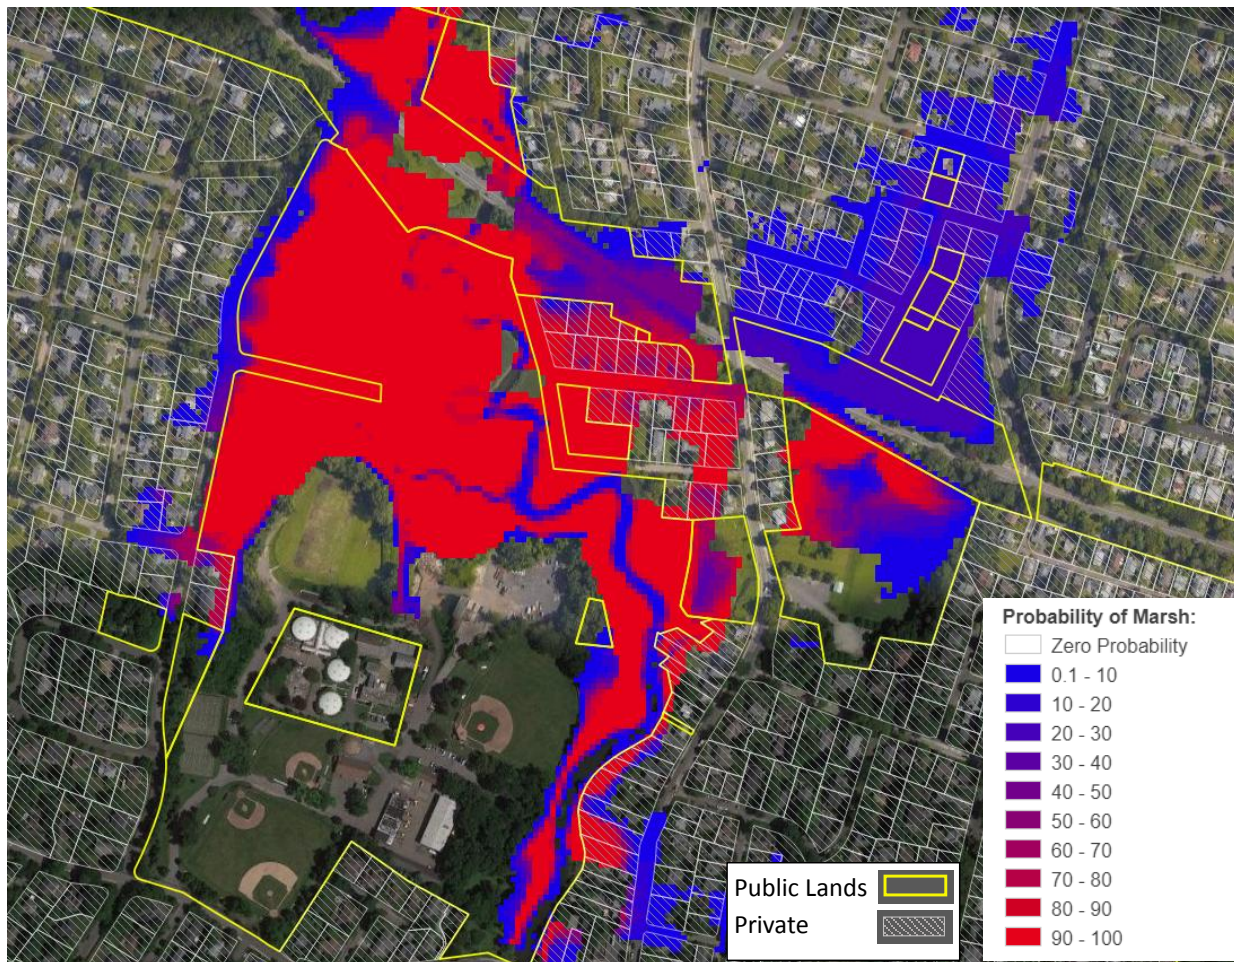 Probability of Marsh:
Zero Probability
0.1 - 10
10 - 20
20 - 30
30 - 40
40 - 50
50 - 60
60 - 70
70 - 80
80 - 90
90 - 100
Public Lands
Private